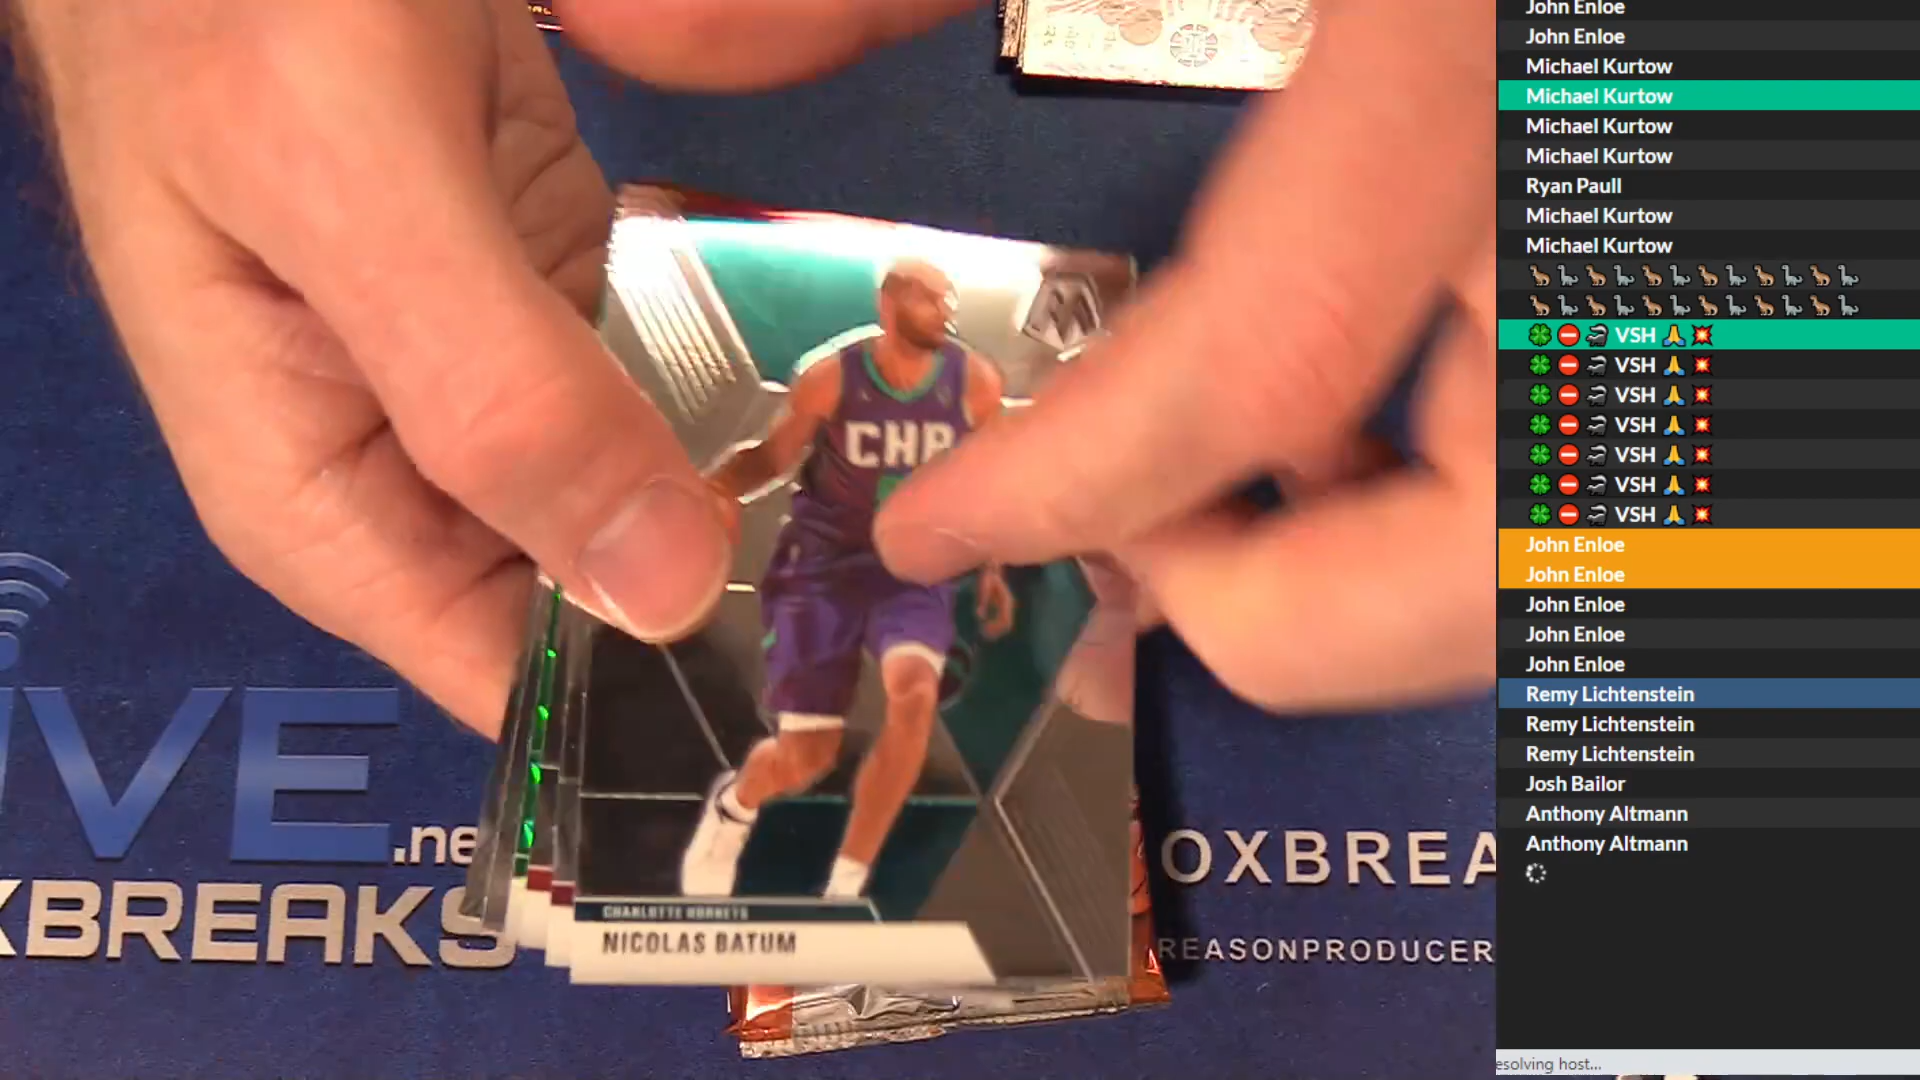 CHA
CHARLOTTE HORNETS
NICOLAS BATUM
IVE
.ne
XBREAKS
OXBREA
REASONPRODUCER
John Enloe
John Enloe
Michael Kurtow
Michael Kurtow
Michael Kurtow
Michael Kurtow
Ryan Paull
Michael Kurtow
Michael Kurtow
🍀⛔🦨 VSH 🙏💥
🍀⛔🦨 VSH 🙏💥
🍀⛔🦨 VSH 🙏💥
🍀⛔🦨 VSH 🙏💥
🍀⛔🦨 VSH 🙏💥
🍀⛔🦨 VSH 🙏💥
🍀⛔🦨 VSH 🙏💥
John Enloe
John Enloe
John Enloe
John Enloe
John Enloe
Remy Lichtenstein
Remy Lichtenstein
Remy Lichtenstein
Josh Bailor
Anthony Altmann
Anthony Altmann
esolving host...